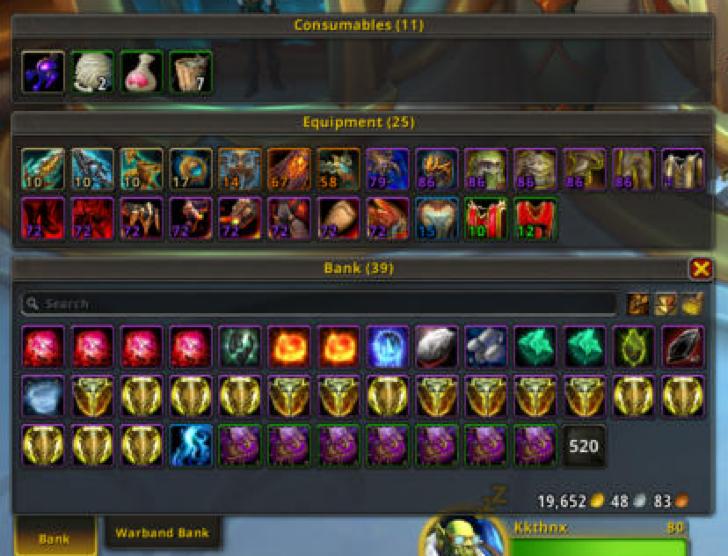 Consumables (11)
2 7
Equipment (25)
10 10 10 17 14 67 58 79 86 86 86 86 86
72 72 72 72 72 72 72 72 15 10 12
Bank (39)
Search
520
19,652 48 83
Kkthnx 80
Bank Warband Bank